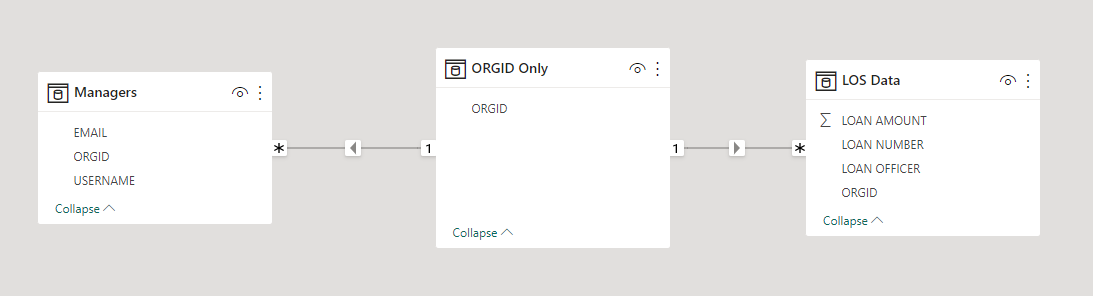 Managers
EMAIL
ORGID
USERNAME
Collapse
*
1
ORGID Only
ORGID
Collapse
1
*
LOS Data
∑ LOAN AMOUNT
LOAN NUMBER
LOAN OFFICER
ORGID
Collapse